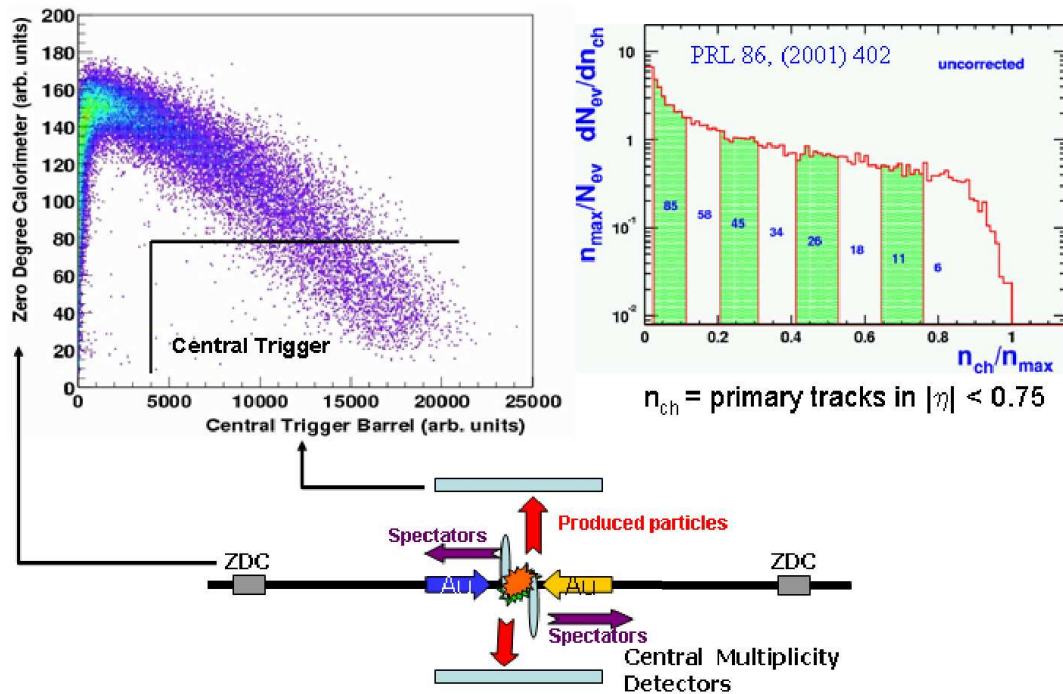 Zero Degree Calorimeter (arb. units)
200
180
160
140
120
100
80
60
40
20
0
Central Trigger
0 5000 10000 15000 20000 25000
Central Trigger Barrel (arb. units)
n_max/N_ev dN_ev/dn_ch
10
1
10⁻¹
10⁻²
PRL 86, (2001) 402
uncorrected
85 58 45 34 26 18 11 6
0 0.2 0.4 0.6 0.8 1
n_ch/n_max
n_ch = primary tracks in |η| < 0.75
Produced particles
Spectators
ZDC
ZDC
Au
Au
Spectators
Central Multiplicity
Detectors